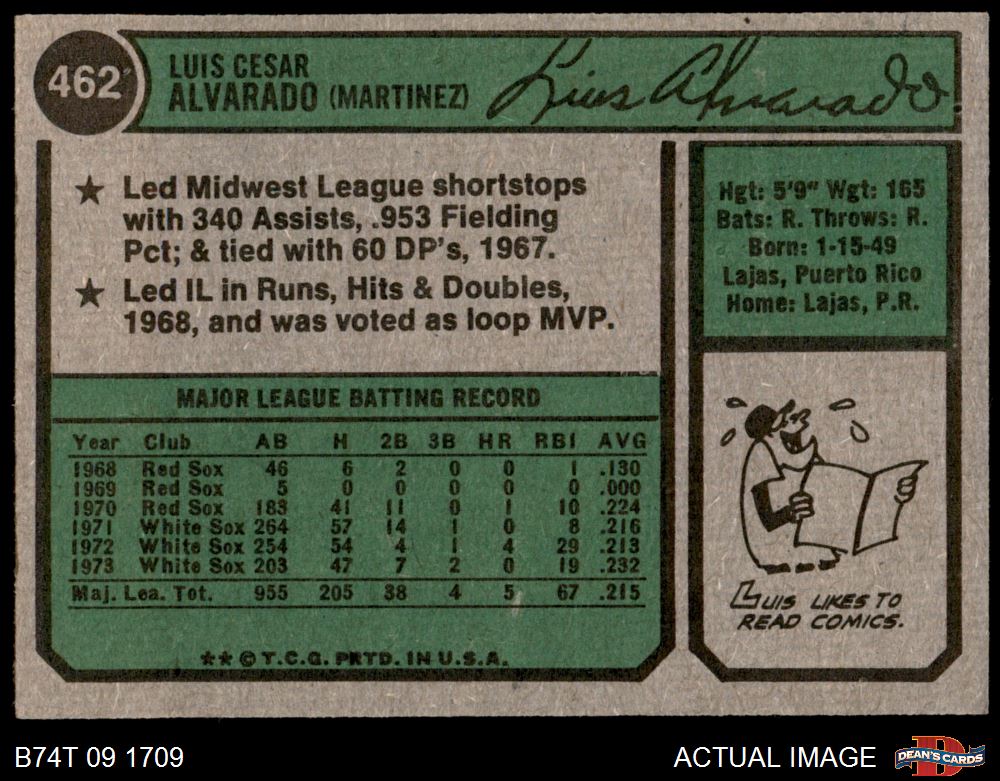 462
LUIS CESAR
ALVARADO (MARTINEZ)
Luis Alvarado
★ Led Midwest League shortstops
with 340 Assists, .953 Fielding
Pct; & tied with 60 DP's, 1967.
★ Led IL in Runs, Hits & Doubles,
1968, and was voted as loop MVP.
Hgt: 5'9" Wgt: 165
Bats: R. Throws: R.
Born: 1-15-49
Lajas, Puerto Rico
Home: Lajas, P.R.
MAJOR LEAGUE BATTING RECORD
Year Club AB H 2B 3B HR RBI AVG
1968 Red Sox 46 6 2 0 0 1 .130
1969 Red Sox 5 0 0 0 0 0 .000
1970 Red Sox 183 41 11 0 1 10 .224
1971 White Sox 264 57 14 1 0 8 .216
1972 White Sox 254 54 4 1 4 29 .213
1973 White Sox 203 47 7 2 0 19 .232
Maj. Lea. Tot. 955 205 38 4 5 67 .215
★★ © T.C.G. PRTD. IN U.S.A.
LUIS LIKES TO
READ COMICS.
B74T 09 1709
ACTUAL IMAGE
D
DEAN'S CARDS